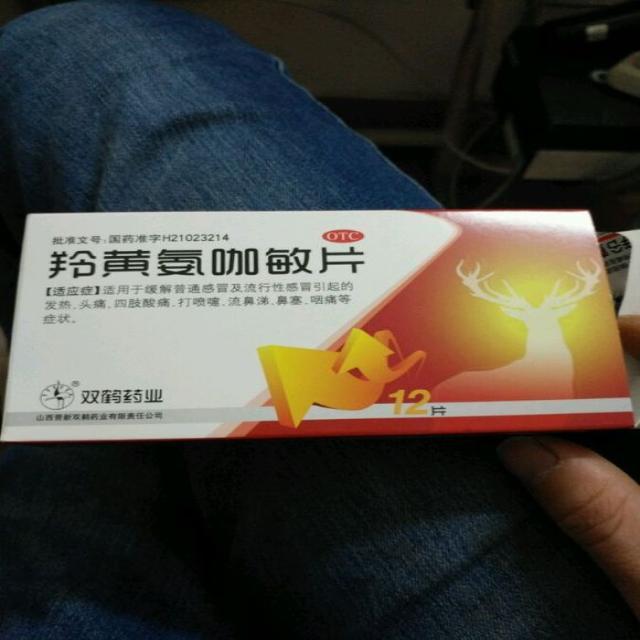 批准文号:国药准字H21023214
OTC
羚黄氨咖敏片
【适应症】适用于缓解普通感冒及流行性感冒引起的
发热、头痛、四肢酸痛、打喷嚏、流鼻涕、鼻塞、咽痛等
症状。
双鹤药业
®
山西晋新双鹤药业有限责任公司
12片